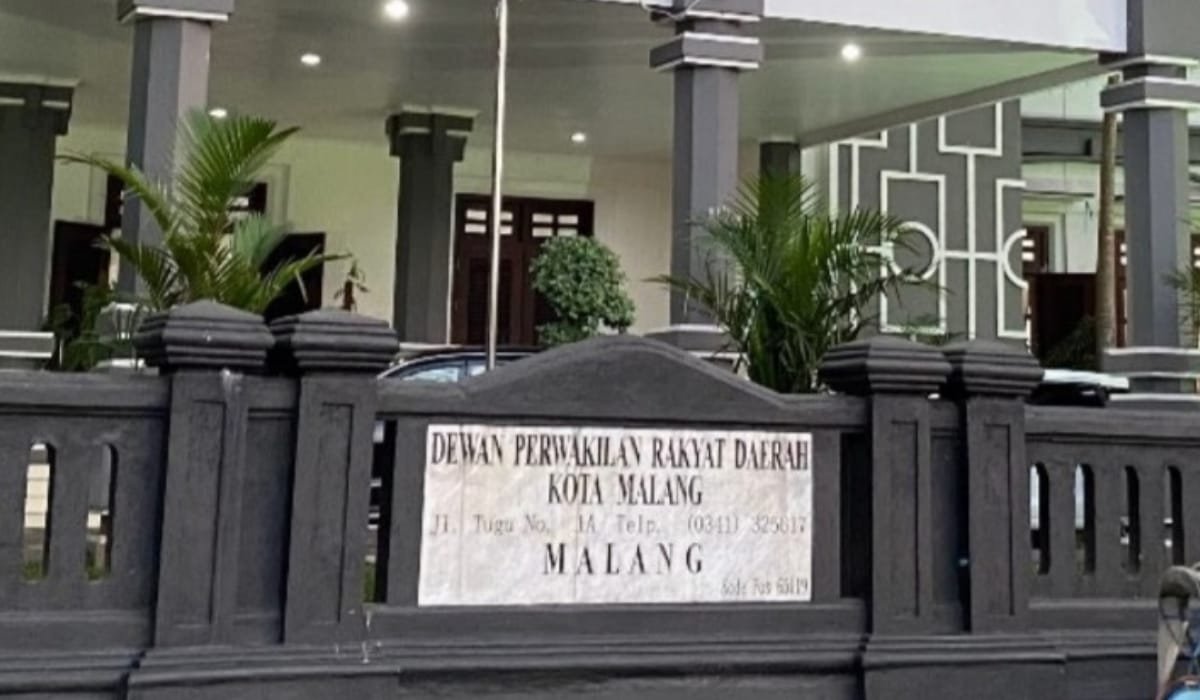 DEWAN PERWAKILAN RAKYAT DAERAH
KOTA MALANG
Jl. Tugu No. 1A Telp. (0341) 325617
MALANG
Kode Pos 65119